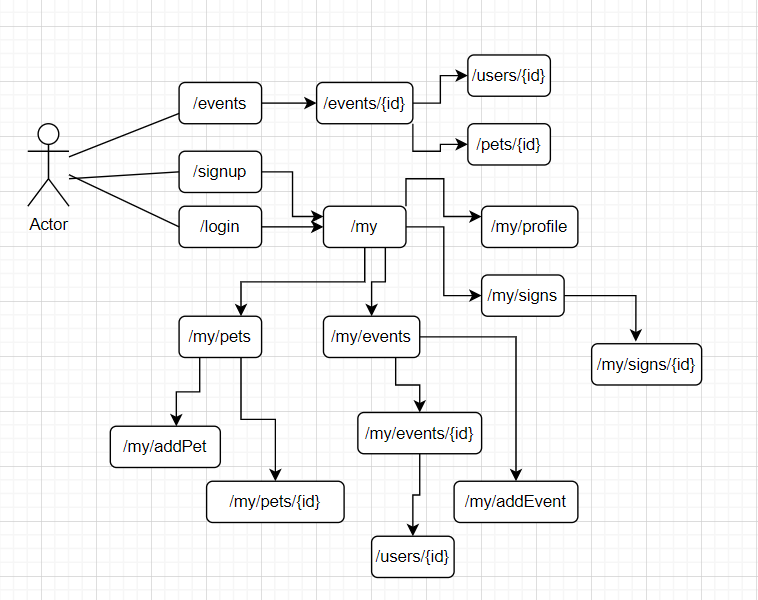 /users/{id}
/events
/events/{id}
/pets/{id}
/signup
Actor
/login
/my
/my/profile
/my/signs
/my/pets
/my/events
/my/signs/{id}
/my/addPet
/my/events/{id}
/my/pets/{id}
/my/addEvent
/users/{id}